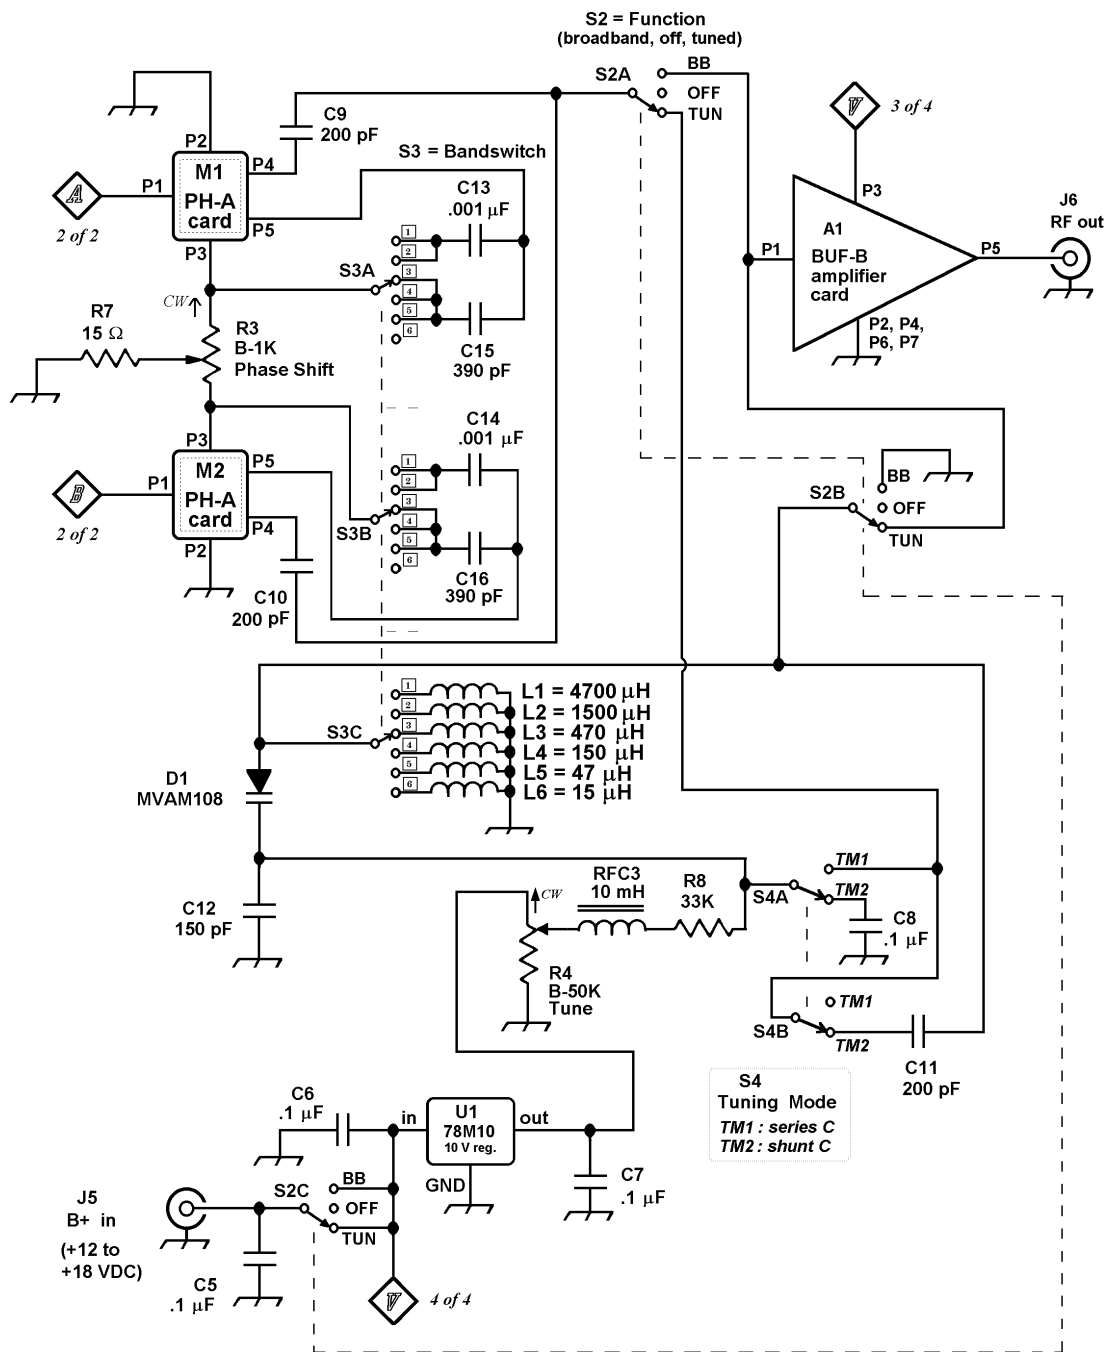 S2 = Function
(broadband, off, tuned)
BB
S2A
OFF
TUN
V
3 of 4
C9
200 pF
P2
P4
S3 = Bandswitch
M1
PH-A
card
A
P1
2 of 2
P5
P3
C13
.001 µF
1
2
3
4
5
6
S3A
C15
390 pF
P3
A1
BUF-B
amplifier
card
P1
P5
J6
RF out
P2, P4,
P6, P7
CW
R7
15 Ω
R3
B-1K
Phase Shift
C14
.001 µF
P3
M2
PH-A
card
B
P1
2 of 2
P5
P4
P2
1
2
3
4
5
6
S3B
C16
390 pF
C10
200 pF
BB
S2B
OFF
TUN
1
2
3
4
5
6
S3C
L1 = 4700 µH
L2 = 1500 µH
L3 = 470 µH
L4 = 150 µH
L5 = 47 µH
L6 = 15 µH
D1
MVAM108
C12
150 pF
CW
RFC3
10 mH
R8
33K
TM1
S4A
TM2
C8
.1 µF
R4
B-50K
Tune
TM1
S4B
TM2
C11
200 pF
S4
Tuning Mode
TM1 : series C
TM2 : shunt C
C6
.1 µF
in
U1
78M10
10 V reg.
out
GND
C7
.1 µF
J5
B+ in
(+12 to
+18 VDC)
S2C
BB
OFF
TUN
C5
.1 µF
V
4 of 4